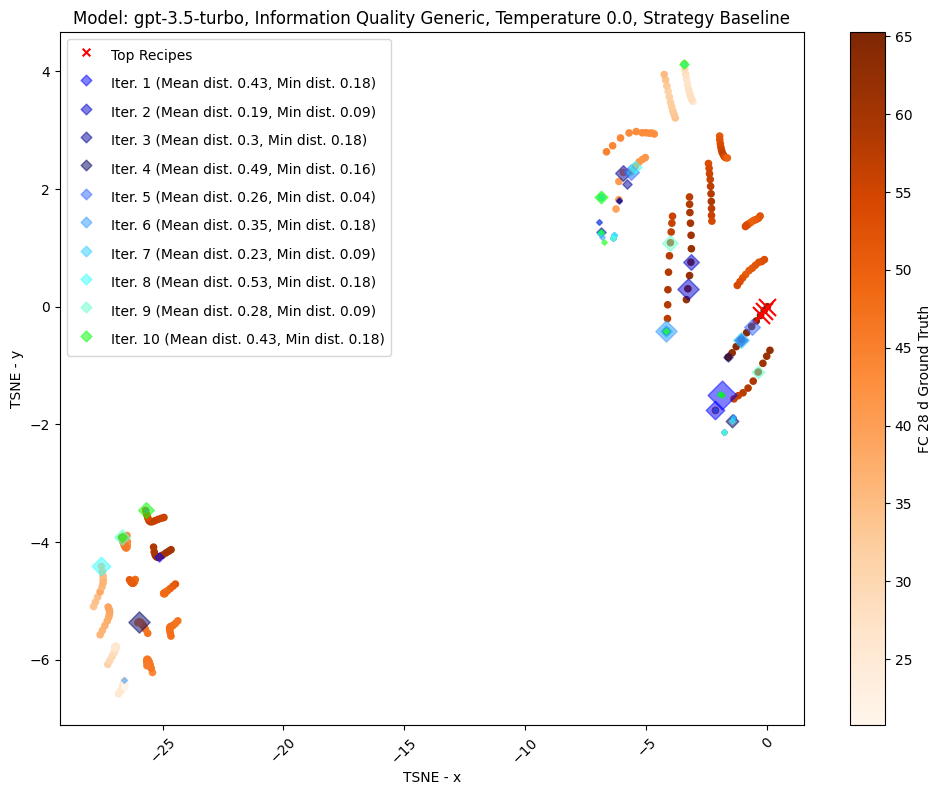 Model: gpt-3.5-turbo, Information Quality Generic, Temperature 0.0, Strategy Baseline
Top Recipes
Iter. 1 (Mean dist. 0.43, Min dist. 0.18)
Iter. 2 (Mean dist. 0.19, Min dist. 0.09)
Iter. 3 (Mean dist. 0.3, Min dist. 0.18)
Iter. 4 (Mean dist. 0.49, Min dist. 0.16)
Iter. 5 (Mean dist. 0.26, Min dist. 0.04)
Iter. 6 (Mean dist. 0.35, Min dist. 0.18)
Iter. 7 (Mean dist. 0.23, Min dist. 0.09)
Iter. 8 (Mean dist. 0.53, Min dist. 0.18)
Iter. 9 (Mean dist. 0.28, Min dist. 0.09)
Iter. 10 (Mean dist. 0.43, Min dist. 0.18)
TSNE - y
4
2
0
−2
−4
−6
−25
−20
−15
−10
−5
0
TSNE - x
65
60
55
50
45
40
35
30
25
FC 28 d Ground Truth